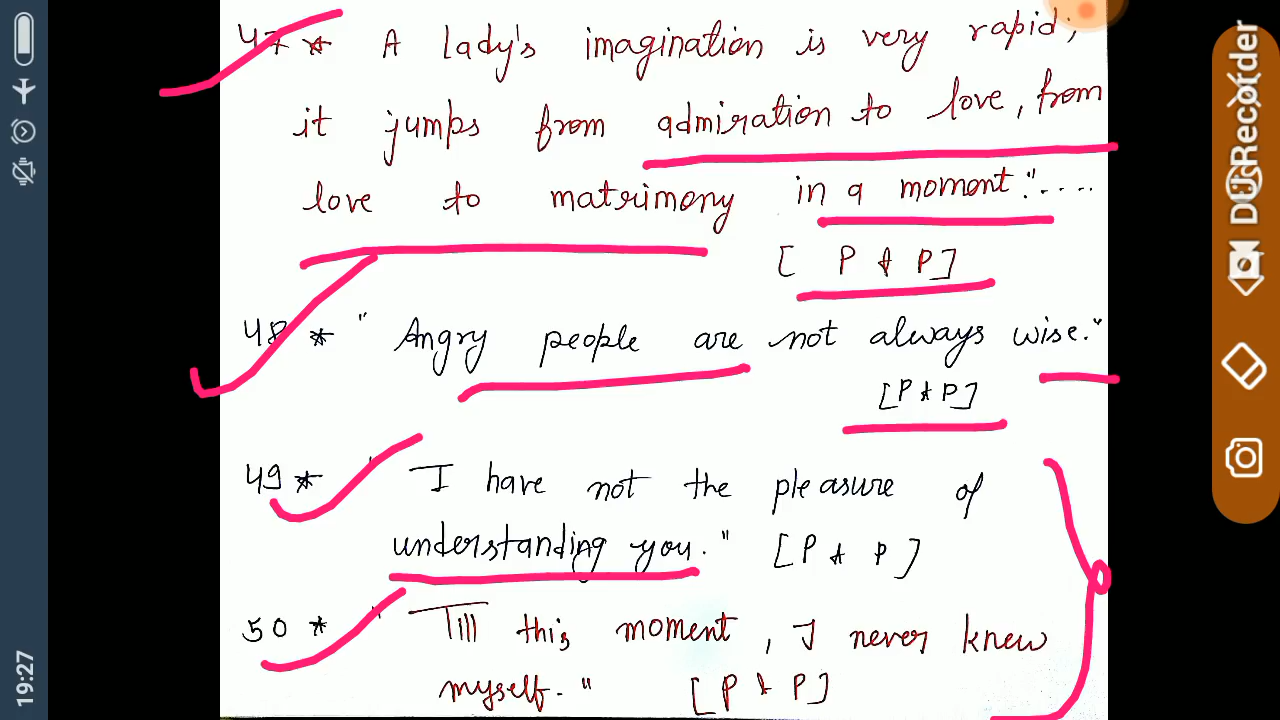 47 * A lady's imagination is very rapid;
it jumps from admiration to love, from
love to matrimony in a moment."....
[P & P]
48 * "Angry people are not always wise."
[P & P]
49 * "I have not the pleasure of
understanding you." [P & P]
50 * "Till this moment, I never knew
myself." [P & P]
DU Recorder
19:27